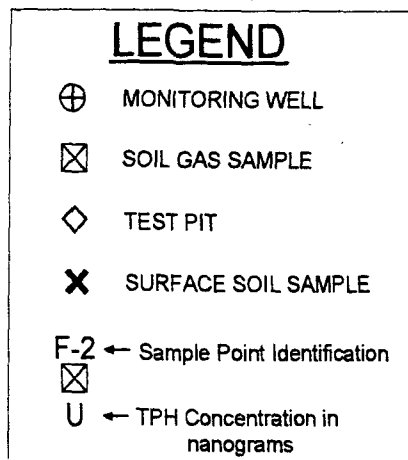 LEGEND
MONITORING WELL
SOIL GAS SAMPLE
TEST PIT
SURFACE SOIL SAMPLE
F-2 ← Sample Point Identification
U ← TPH Concentration in
nanograms